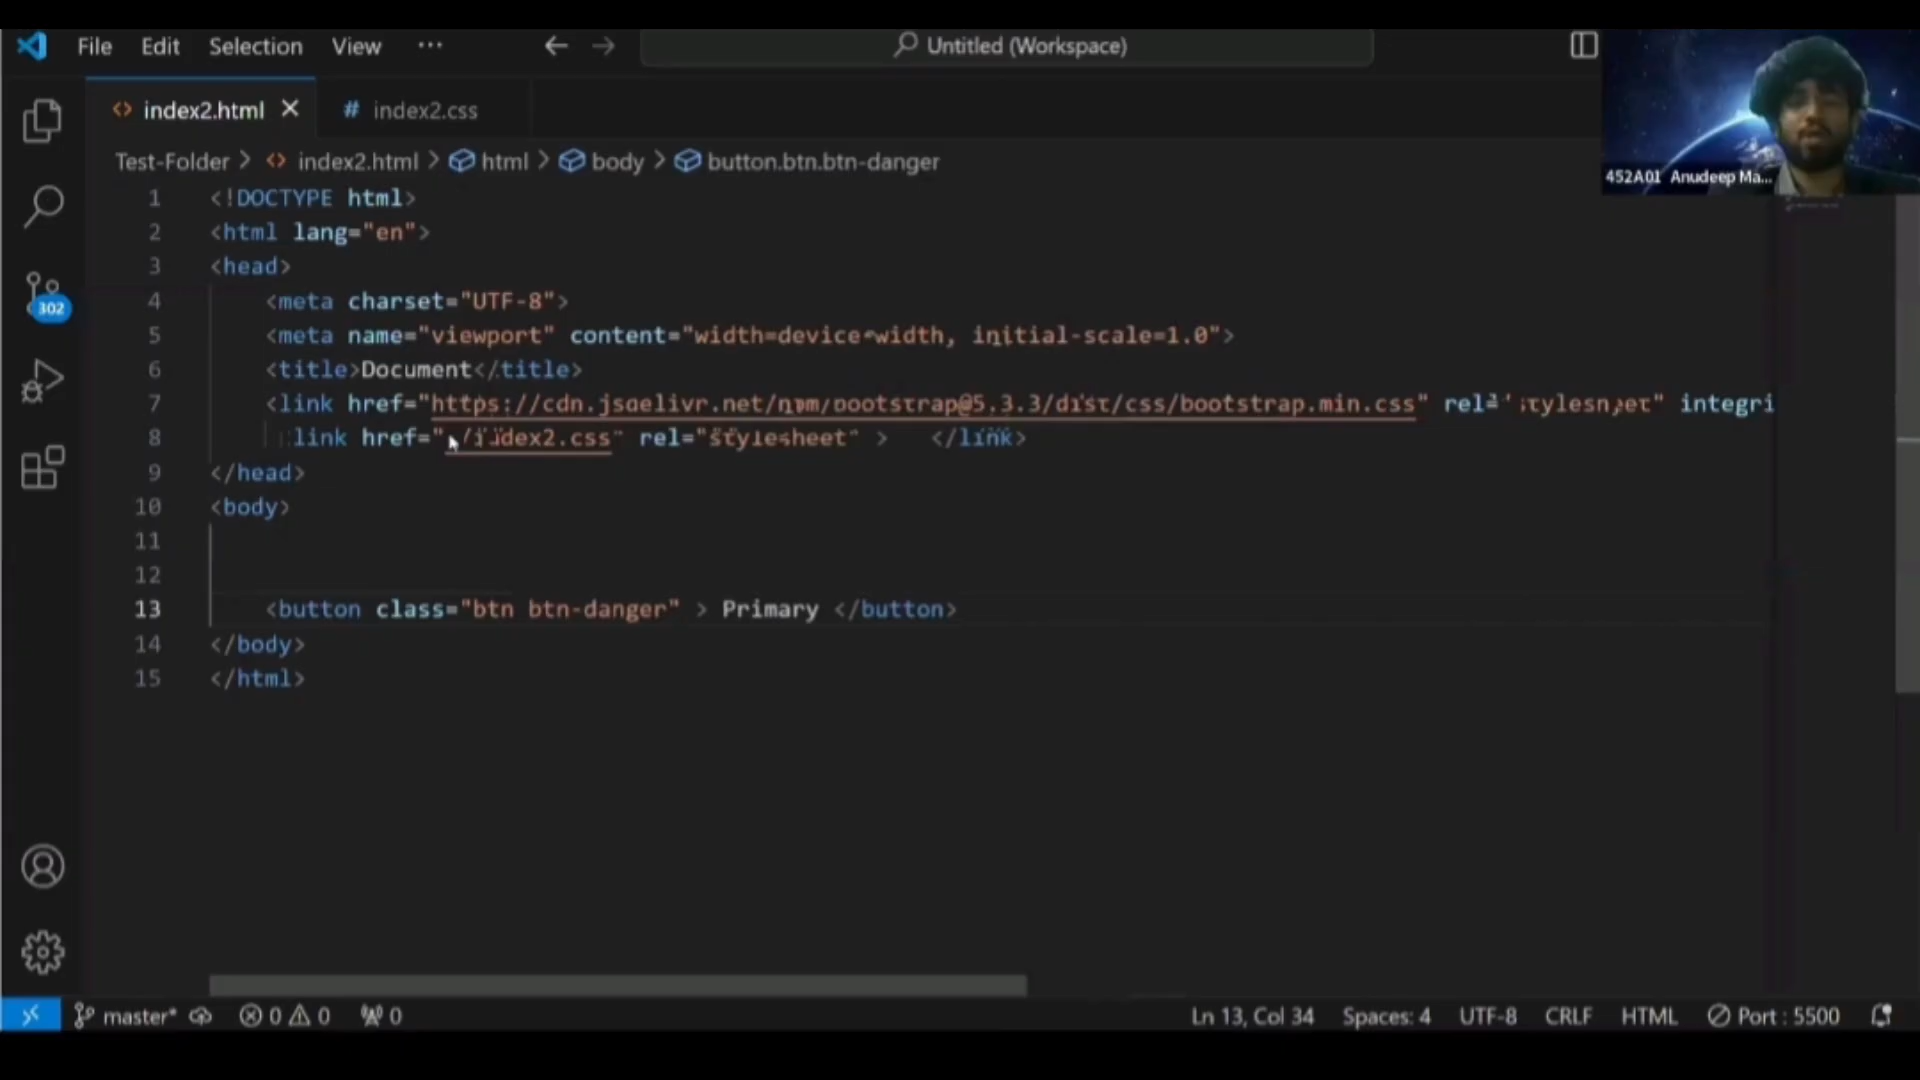 File Edit Selection View ··· Untitled (Workspace)
index2.html # index2.css
Test-Folder > index2.html > html > body > button.btn.btn-danger
452A01 Anudeep Ma...
1 <!DOCTYPE html>
2 <html lang="en">
3 <head>
4 <meta charset="UTF-8">
5 <meta name="viewport" content="width=device-width, initial-scale=1.0">
6 <title>Document</title>
7 <link href="https://cdn.jsdelivr.net/npm/bootstrap@5.3.3/dist/css/bootstrap.min.css" rel="stylesheet" integri
8 link href="./index2.css" rel="stylesheet" > </link>
9 </head>
10 <body>
11
12
13 <button class="btn btn-danger" > Primary </button>
14 </body>
15 </html>
302
master* 0 0 0 Ln 13, Col 34 Spaces: 4 UTF-8 CRLF HTML Port : 5500